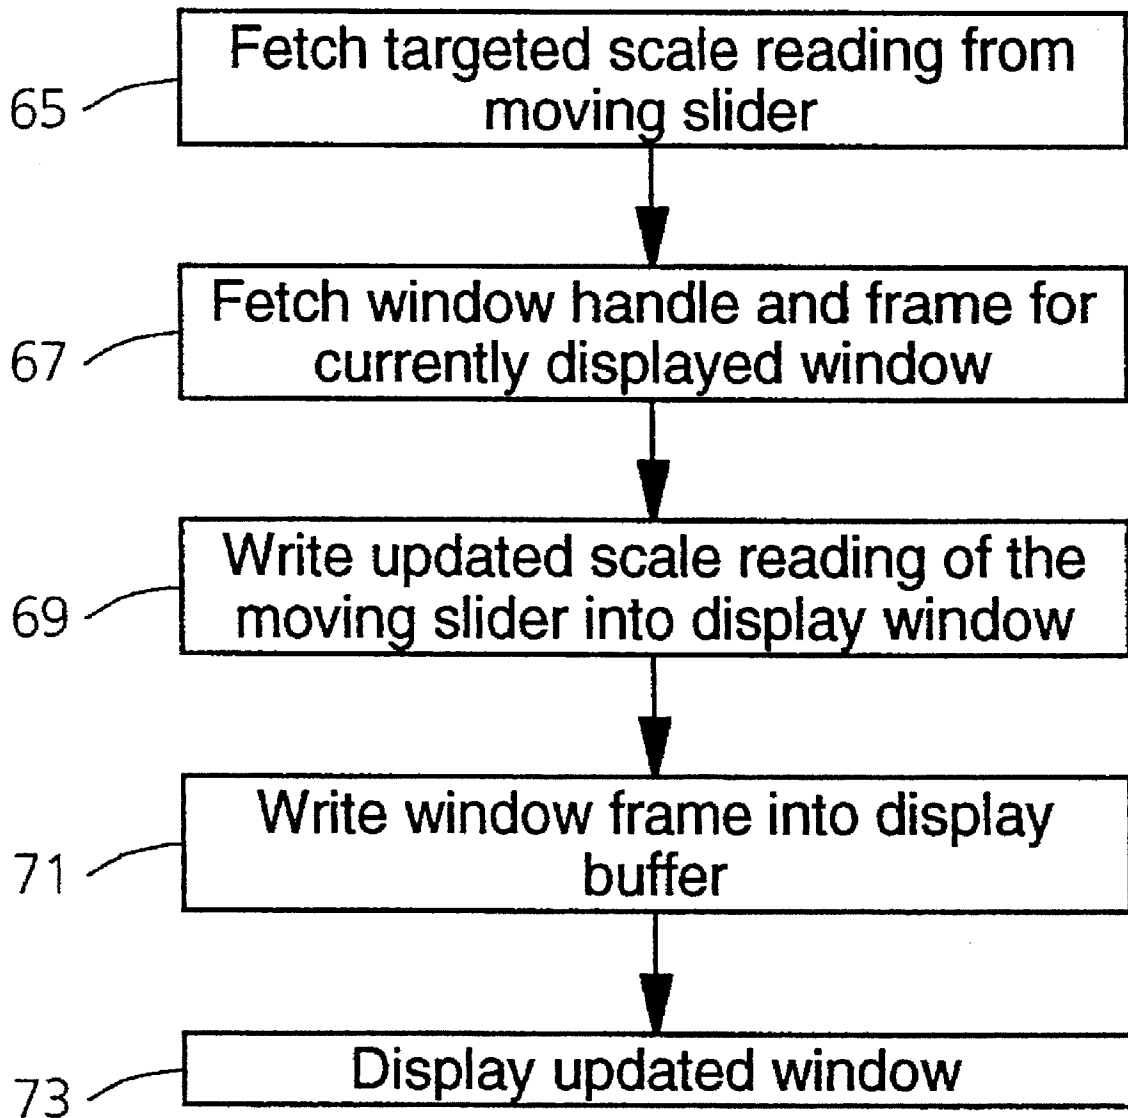 Fetch targeted scale reading from
moving slider
65
Fetch window handle and frame for
currently displayed window
67
Write updated scale reading of the
moving slider into display window
69
Write window frame into display
buffer
71
Display updated window
73